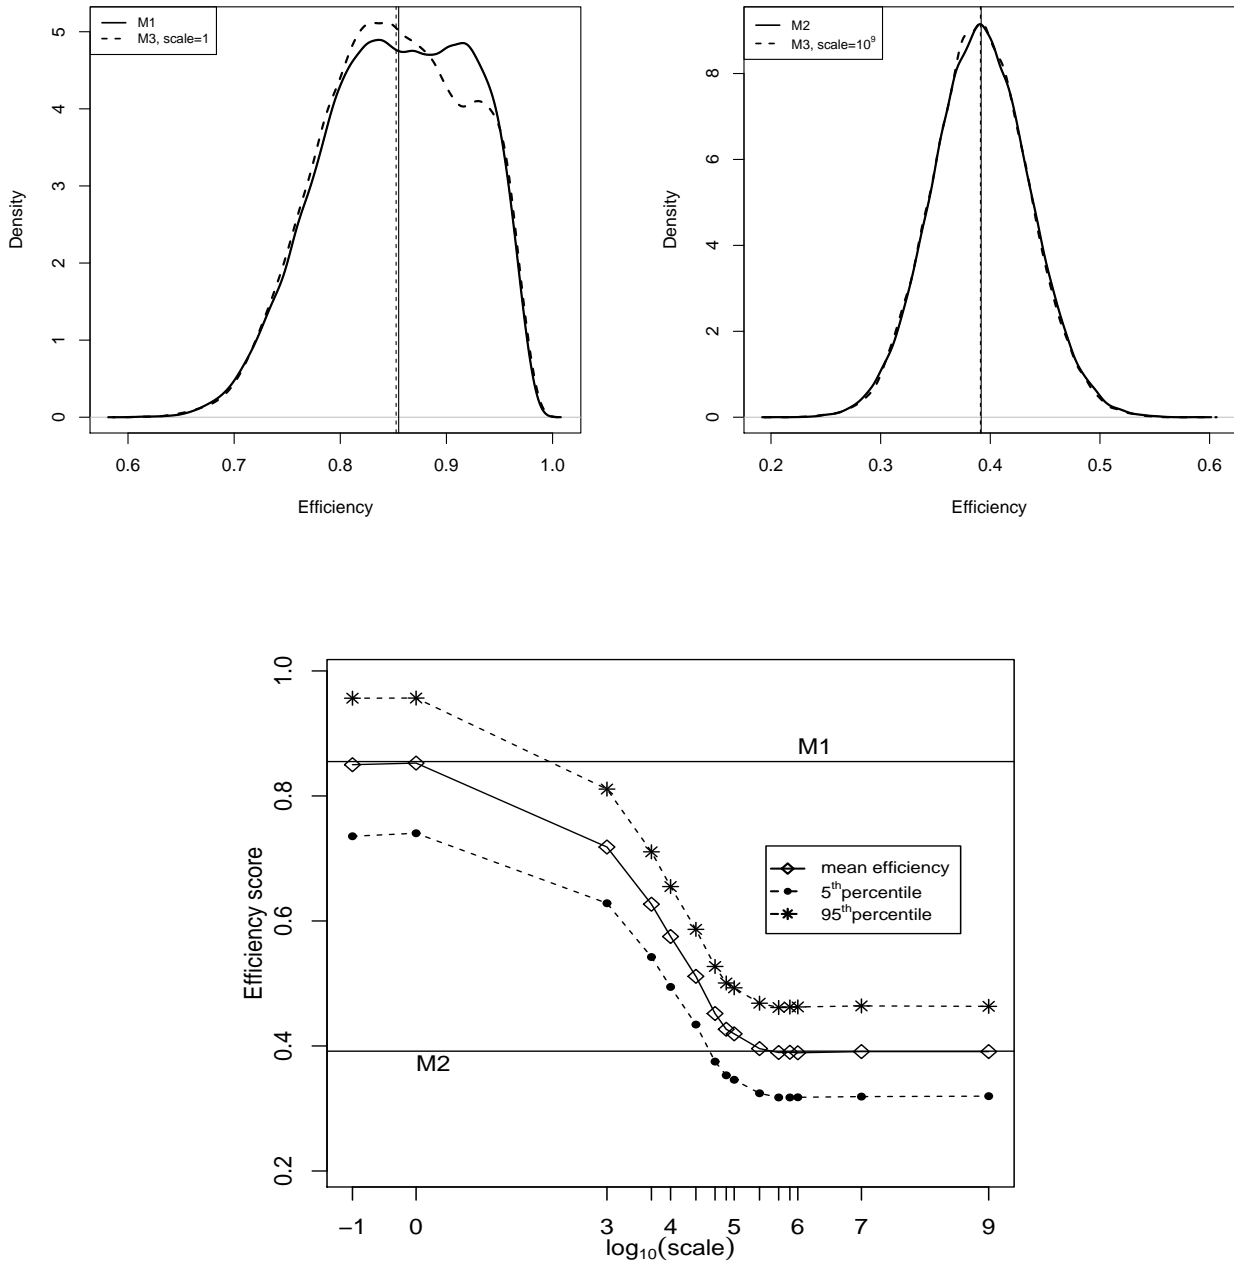 M1
M3, scale=1
Density
0
1
2
3
4
5
0.6
0.7
0.8
0.9
1.0
Efficiency
M2
M3, scale=10⁹
Density
0
2
4
6
8
0.2
0.3
0.4
0.5
0.6
Efficiency
M1
M2
mean efficiency
5ᵗʰpercentile
95ᵗʰpercentile
Efficiency score
0.2
0.4
0.6
0.8
1.0
−1
0
3
4
5
6
7
9
log₁₀(scale)